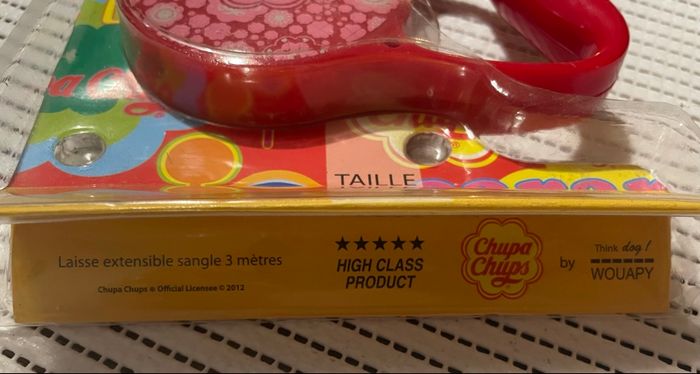 TAILLE
Laisse extensible sangle 3 mètres
Chupa Chups ® Official Licensee © 2012
★★★★★
HIGH CLASS
PRODUCT
Chupa
Chups
by
Think dog!
WOUAPY